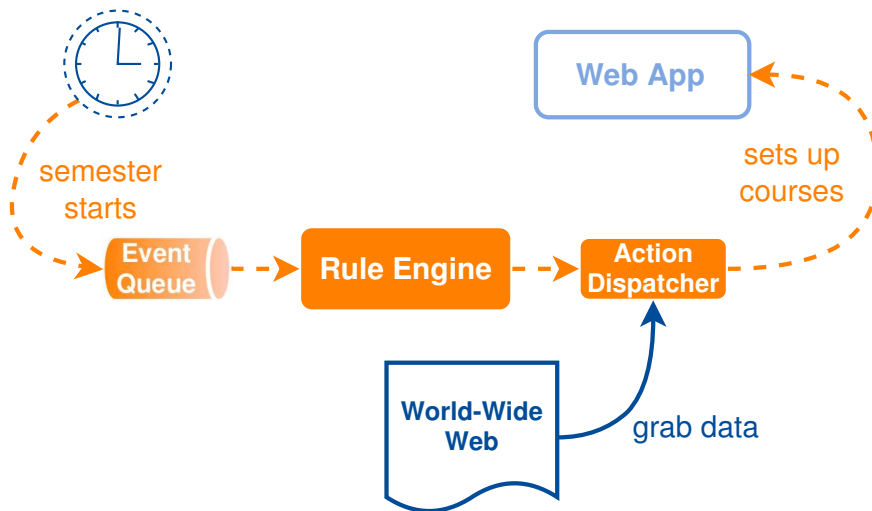 Web App
semester
starts
sets up
courses
Event
Queue
Rule Engine
Action
Dispatcher
World-Wide
Web
grab data